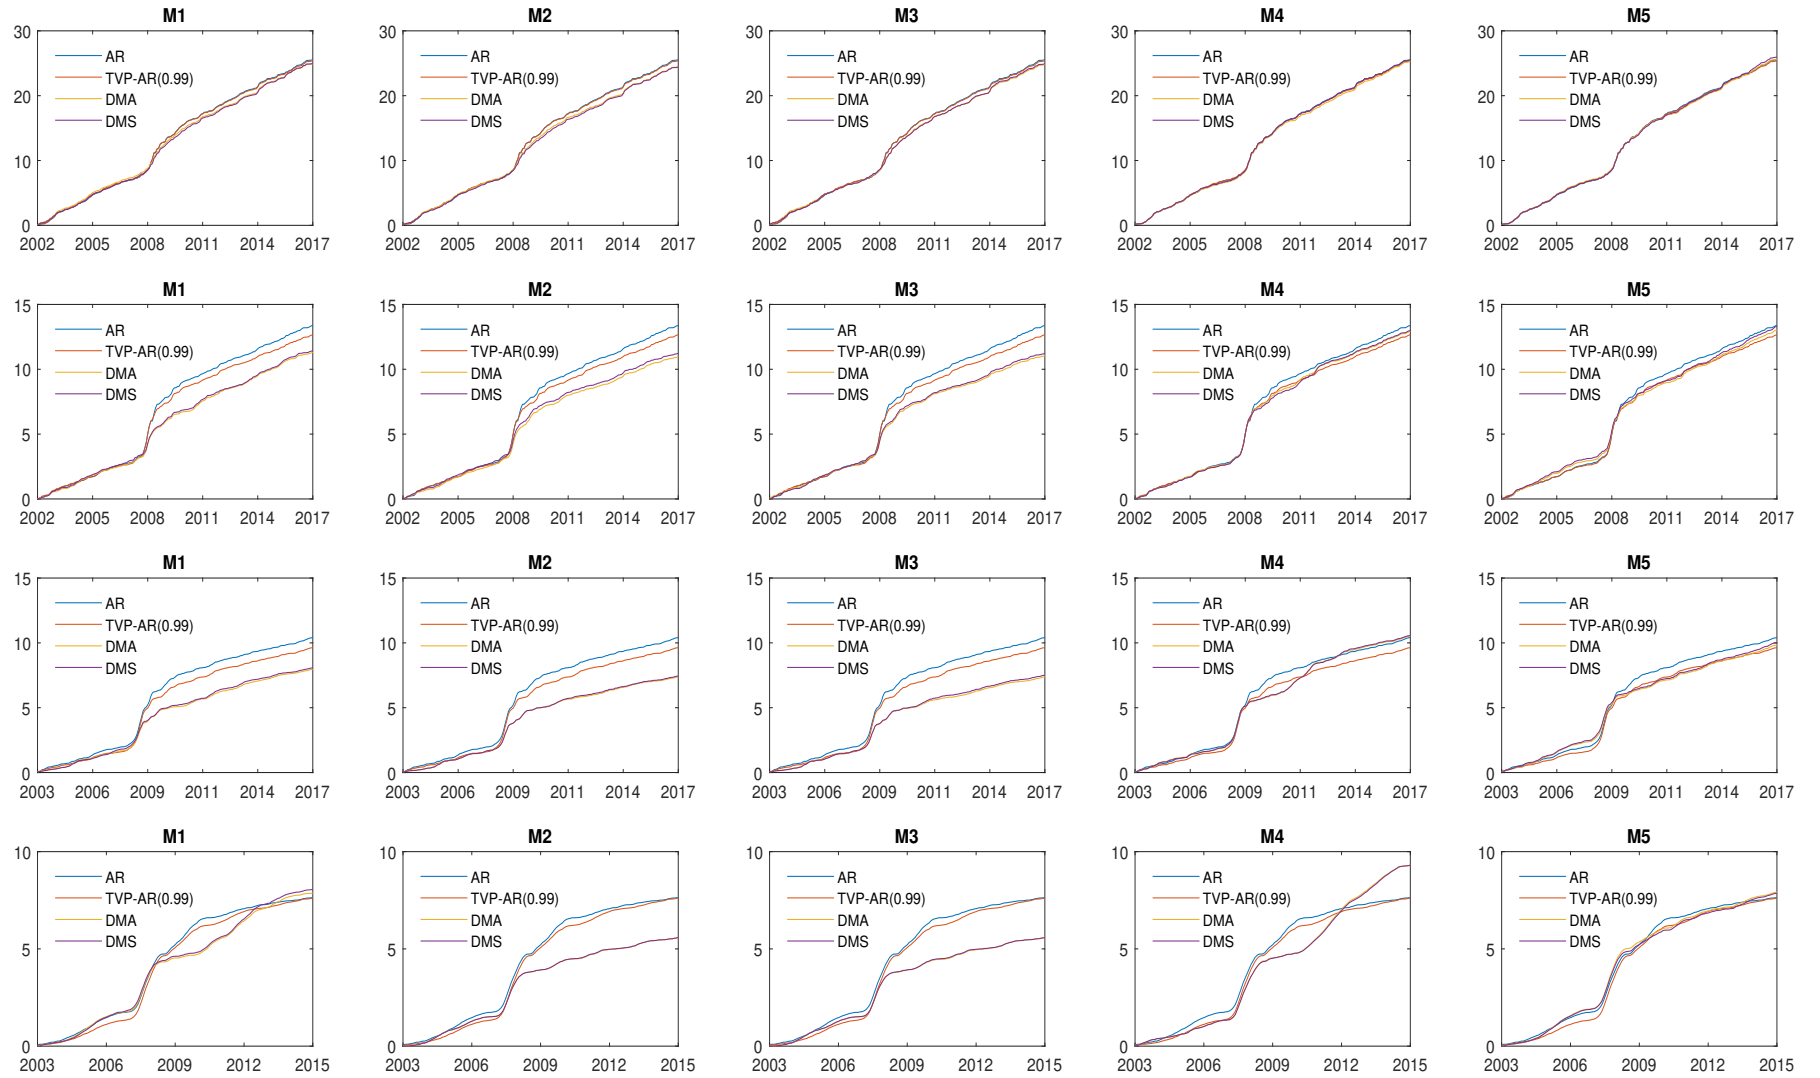 M1 M2 M3 M4 M5
30 30 30 30 30
AR AR AR AR AR
TVP-AR(0.99) TVP-AR(0.99) TVP-AR(0.99) TVP-AR(0.99) TVP-AR(0.99)
20 20 20 20 20
DMA DMA DMA DMA DMA
DMS DMS DMS DMS DMS
10 10 10 10 10
0 0 0 0 0
2002 2005 2008 2011 2014 2017 2002 2005 2008 2011 2014 2017 2002 2005 2008 2011 2014 2017 2002 2005 2008 2011 2014 2017 2002 2005 2008 2011 2014 2017
M1 M2 M3 M4 M5
15 15 15 15 15
AR AR AR AR AR
TVP-AR(0.99) TVP-AR(0.99) TVP-AR(0.99) TVP-AR(0.99) TVP-AR(0.99)
10 10 10 10 10
DMA DMA DMA DMA DMA
DMS DMS DMS DMS DMS
5 5 5 5 5
0 0 0 0 0
2002 2005 2008 2011 2014 2017 2002 2005 2008 2011 2014 2017 2002 2005 2008 2011 2014 2017 2002 2005 2008 2011 2014 2017 2002 2005 2008 2011 2014 2017
M1 M2 M3 M4 M5
15 15 15 15 15
AR AR AR AR AR
TVP-AR(0.99) TVP-AR(0.99) TVP-AR(0.99) TVP-AR(0.99) TVP-AR(0.99)
10 10 10 10 10
DMA DMA DMA DMA DMA
DMS DMS DMS DMS DMS
5 5 5 5 5
0 0 0 0 0
2003 2006 2009 2011 2014 2017 2003 2006 2009 2011 2014 2017 2003 2006 2009 2011 2014 2017 2003 2006 2009 2011 2014 2017 2003 2006 2009 2011 2014 2017
M1 M2 M3 M4 M5
10 10 10 10 10
AR AR AR AR AR
TVP-AR(0.99) TVP-AR(0.99) TVP-AR(0.99) TVP-AR(0.99) TVP-AR(0.99)
DMA DMA DMA DMA DMA
5 5 5 5 5
DMS DMS DMS DMS DMS
0 0 0 0 0
2003 2006 2009 2012 2015 2003 2006 2009 2012 2015 2003 2006 2009 2012 2015 2003 2006 2009 2012 2015 2003 2006 2009 2012 2015